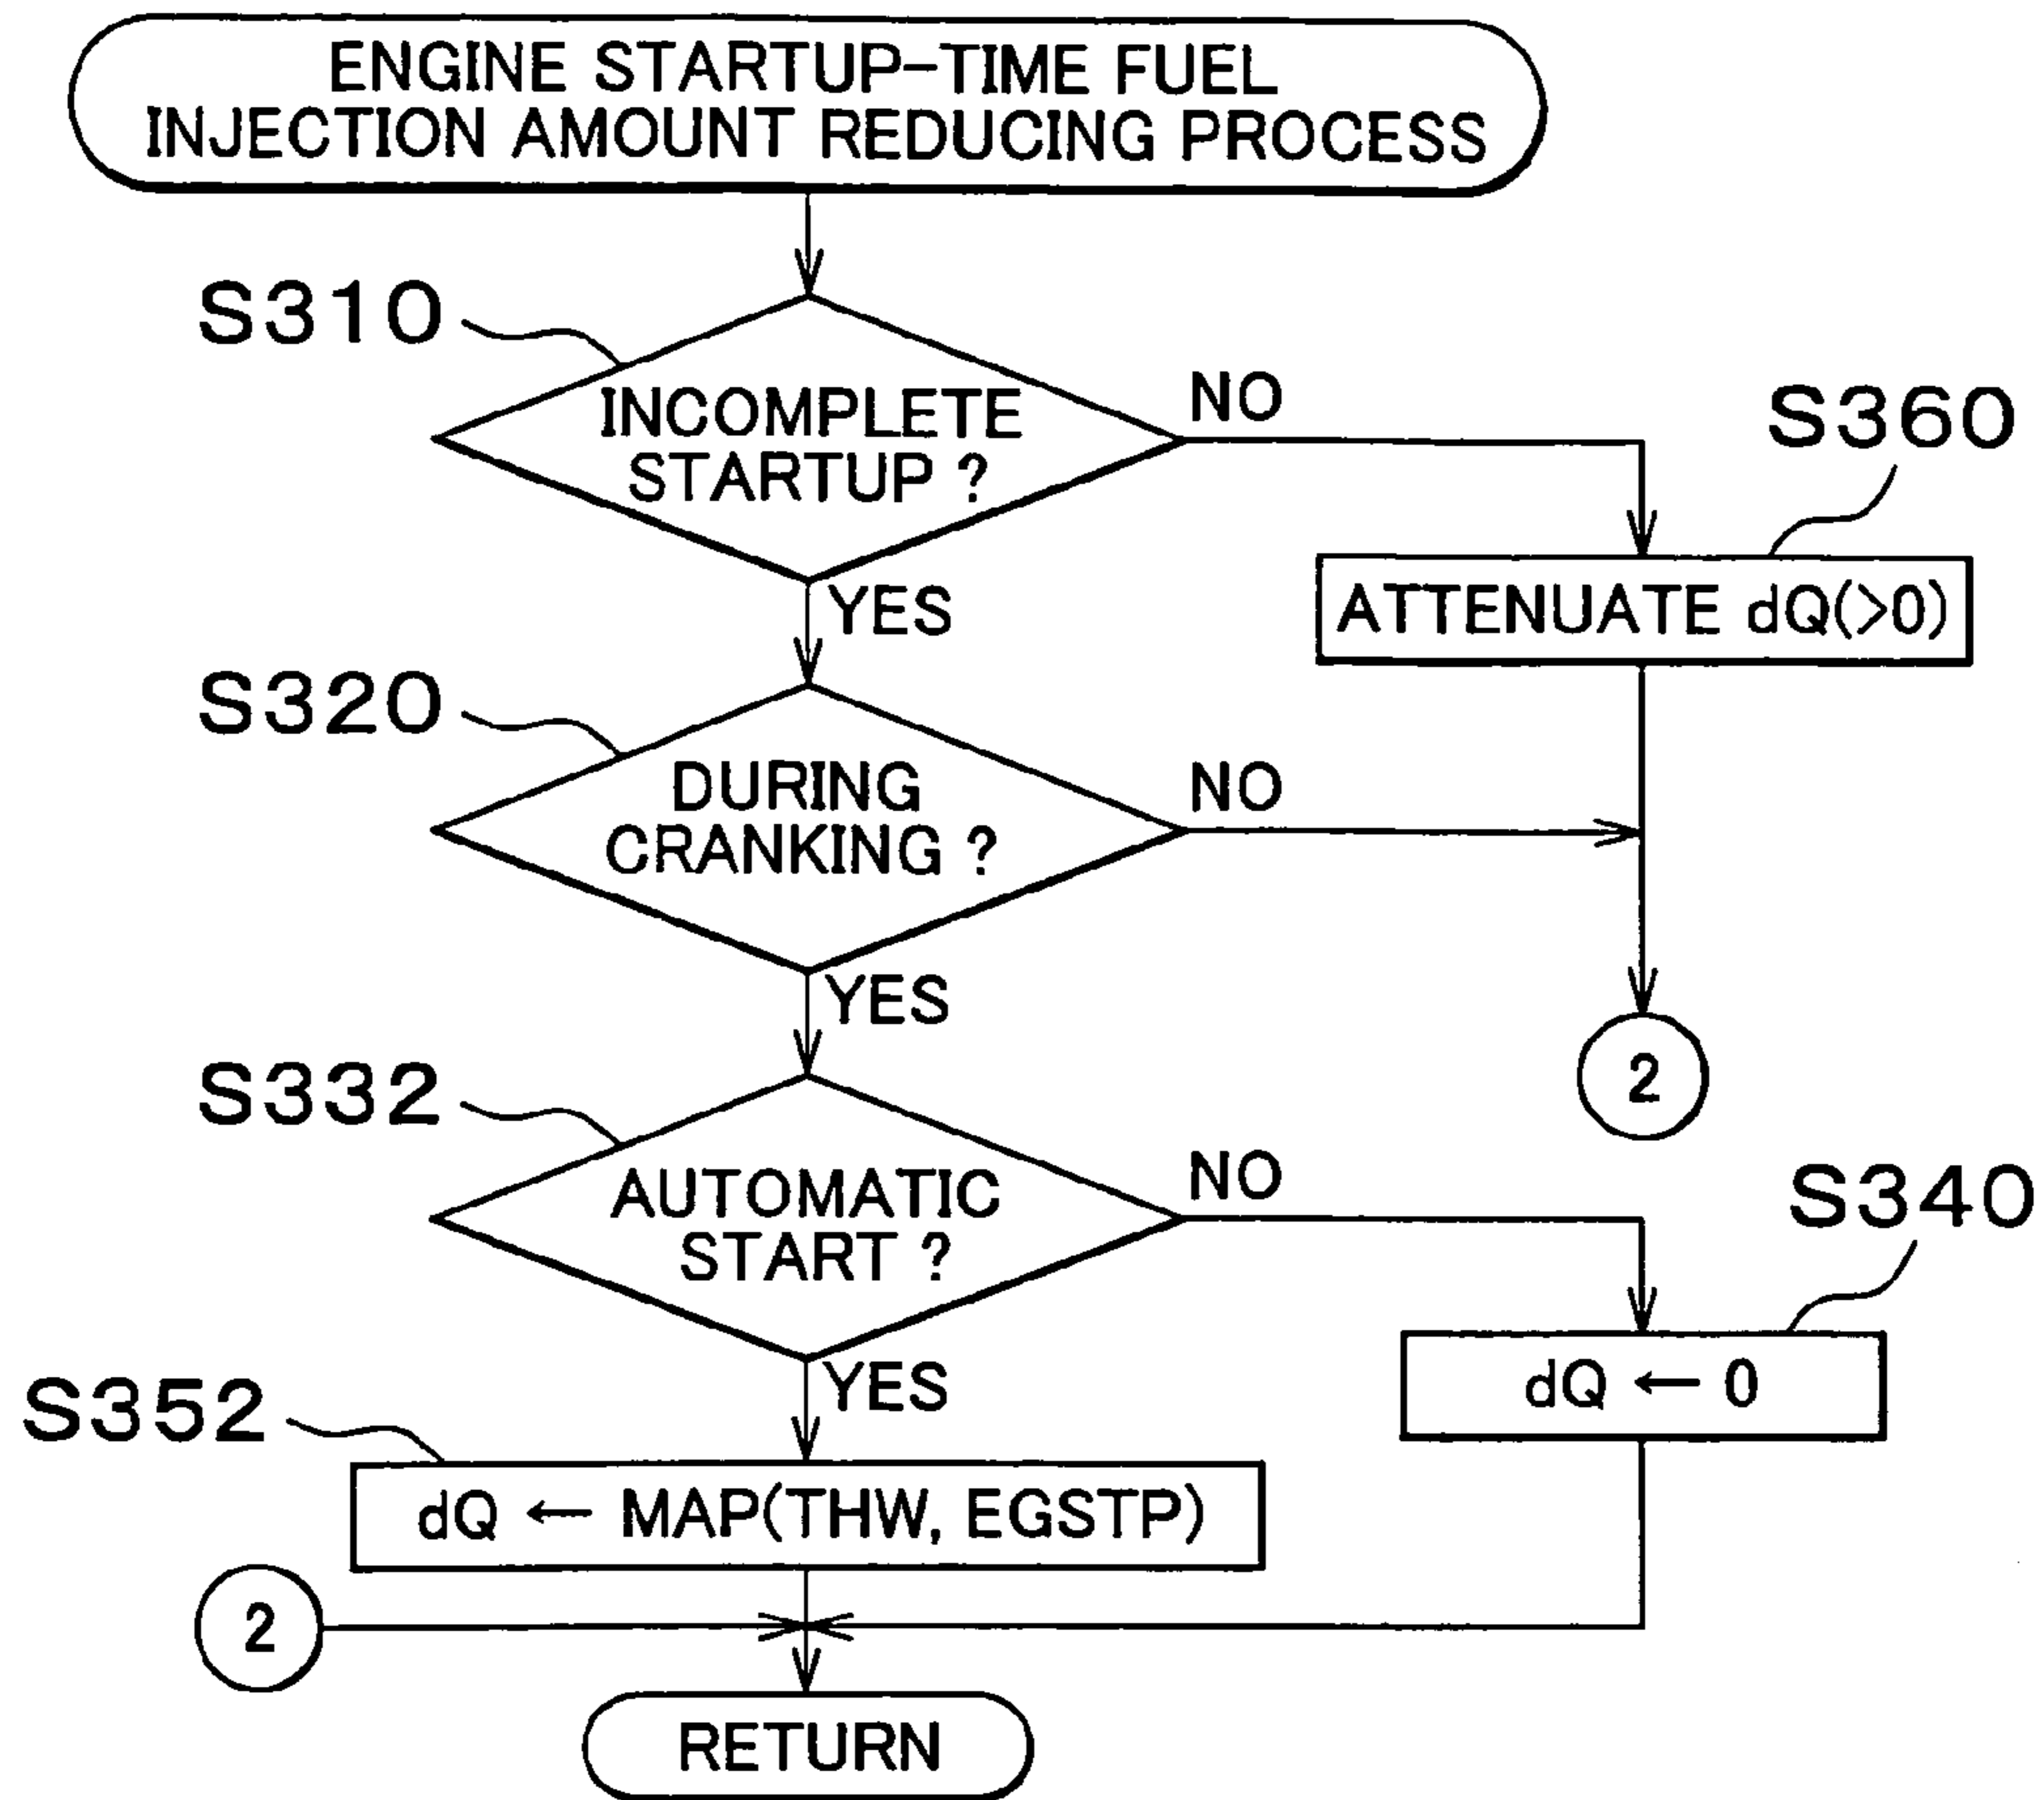 ENGINE STARTUP-TIME FUEL
INJECTION AMOUNT REDUCING PROCESS
S310
INCOMPLETE
STARTUP ?
NO
YES
S360
ATTENUATE dQ(>0)
S320
DURING
CRANKING ?
NO
YES
2
S332
AUTOMATIC
START ?
NO
YES
S340
dQ ← 0
S352
dQ ← MAP(THW, EGSTP)
2
RETURN